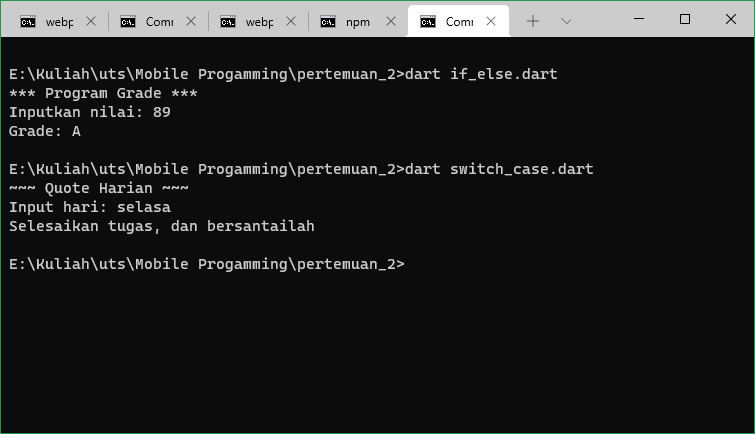 webp
Comr
webp
npm
Comr
E:\Kuliah\uts\Mobile Progamming\pertemuan_2>dart if_else.dart
*** Program Grade ***
Inputkan nilai: 89
Grade: A
E:\Kuliah\uts\Mobile Progamming\pertemuan_2>dart switch_case.dart
~~~ Quote Harian ~~~
Input hari: selasa
Selesaikan tugas, dan bersantailah
E:\Kuliah\uts\Mobile Progamming\pertemuan_2>